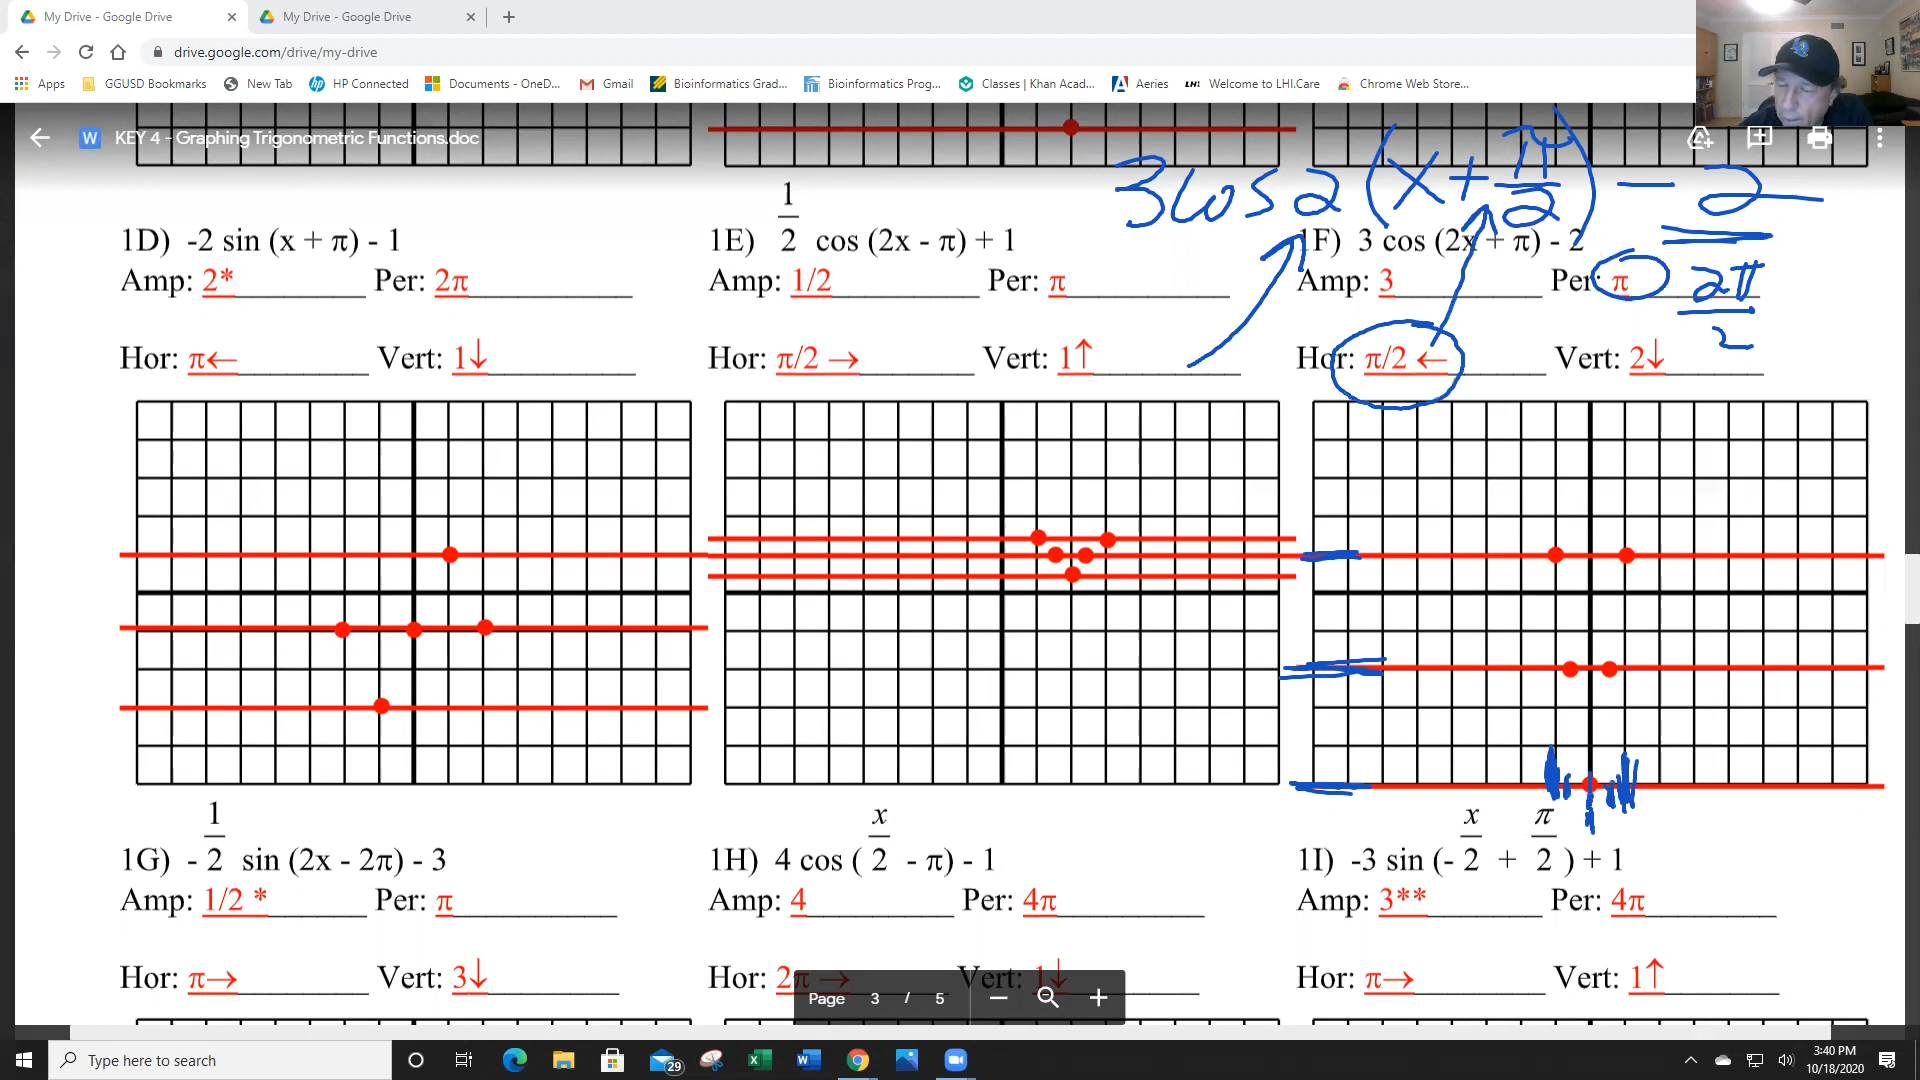 My Drive - Google Drive
My Drive - Google Drive
drive.google.com/drive/my-drive
Apps GGUSD Bookmarks New Tab HP Connected Documents - OneD... Gmail Bioinformatics Grad... Bioinformatics Prog... Classes | Khan Acad... Aeries LHI! Welcome to LHI.Care Chrome Web Store...
W KEY 4 - Graphing Trigonometric Functions.doc
3cos2(x + π/2) - 2
1D) -2 sin (x + π) - 1
Amp: 2* Per: 2π
Hor: π← Vert: 1↓
1E) 1/2 cos (2x - π) + 1
Amp: 1/2 Per: π
Hor: π/2 → Vert: 1↑
1F) 3 cos (2x + π) - 2
Amp: 3 Per: π
2π/2
Hor: π/2 ← Vert: 2↓
1G) - 1/2 sin (2x - 2π) - 3
Amp: 1/2 * Per: π
Hor: π→ Vert: 3↓
1H) 4 cos ( x/2 - π) - 1
Amp: 4 Per: 4π
Hor: 2π → Vert: 1↓
1I) -3 sin (- x/2 + π/2 ) + 1
Amp: 3** Per: 4π
Hor: π→ Vert: 1↑
Page 3 / 5
Type here to search
29
3:40 PM
10/18/2020